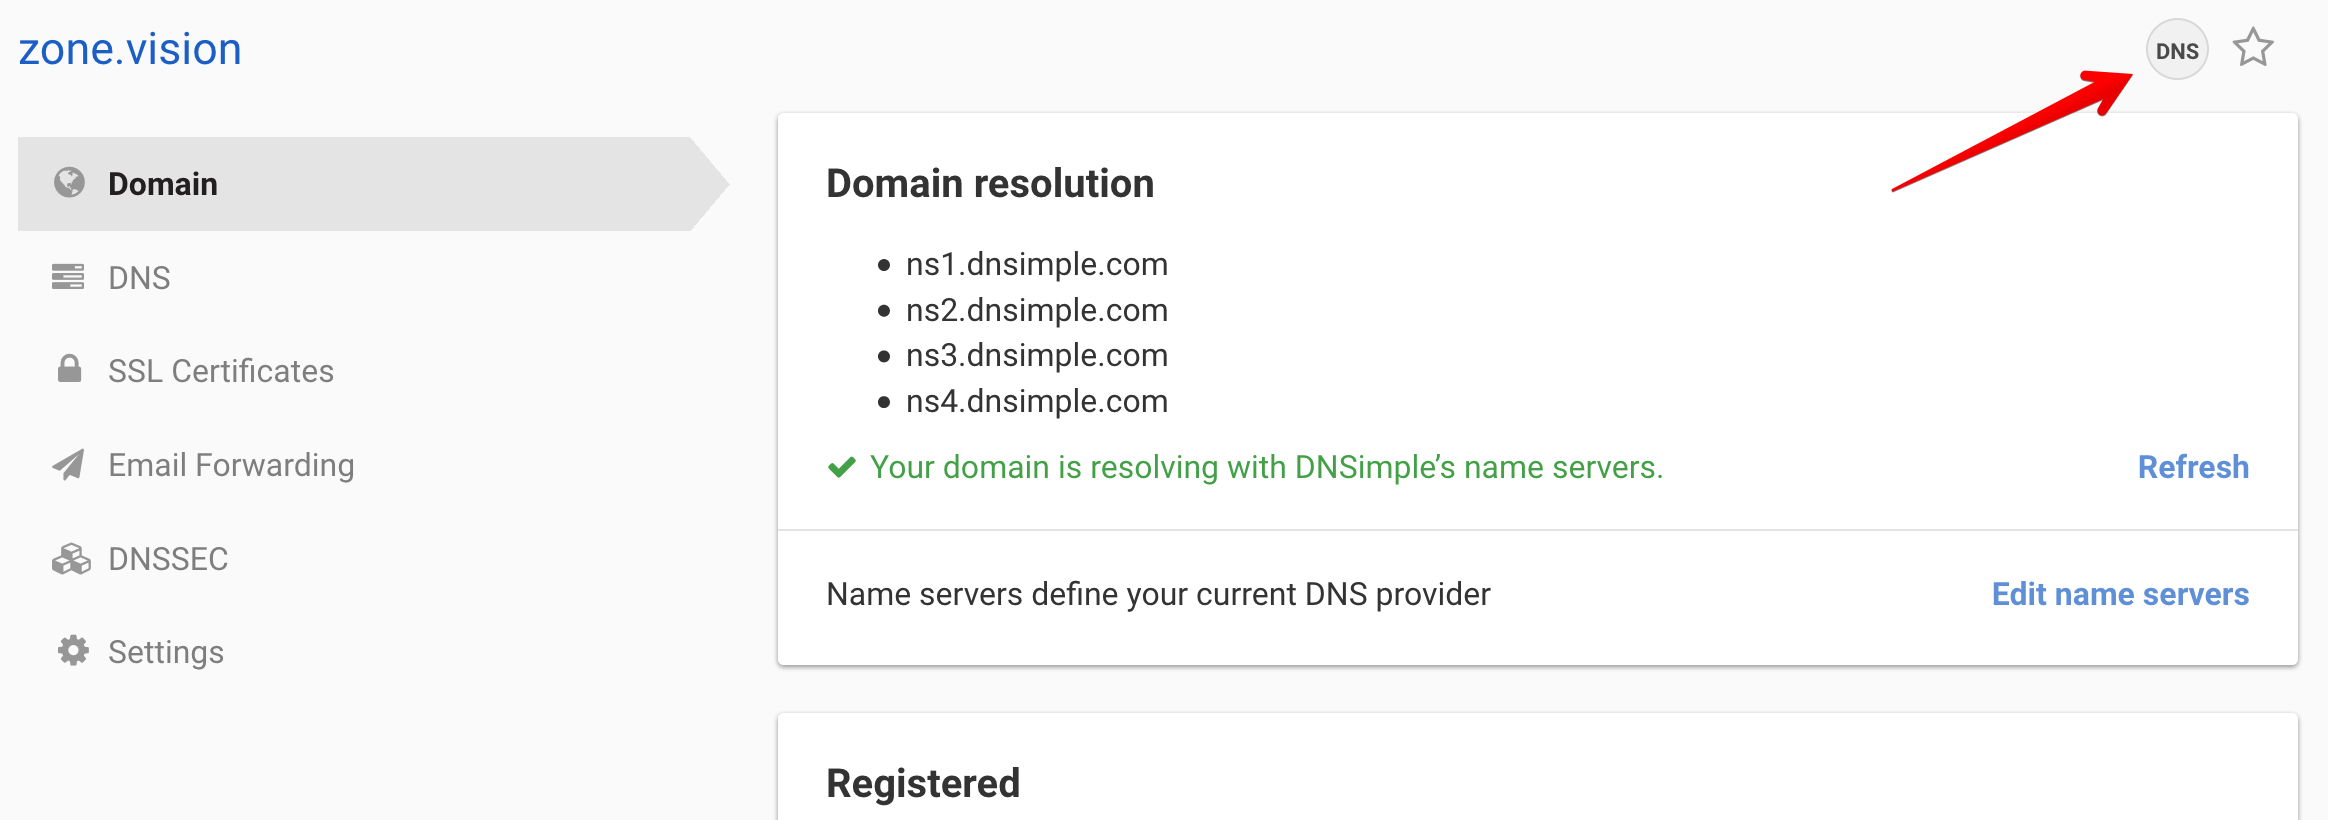 zone.vision
DNS
Domain
DNS
SSL Certificates
Email Forwarding
DNSSEC
Settings
Domain resolution
ns1.dnsimple.com
ns2.dnsimple.com
ns3.dnsimple.com
ns4.dnsimple.com
Your domain is resolving with DNSimple’s name servers.
Refresh
Name servers define your current DNS provider
Edit name servers
Registered